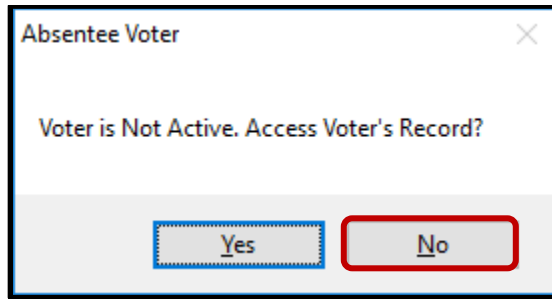 Absentee Voter
Voter is Not Active. Access Voter's Record?
Yes No